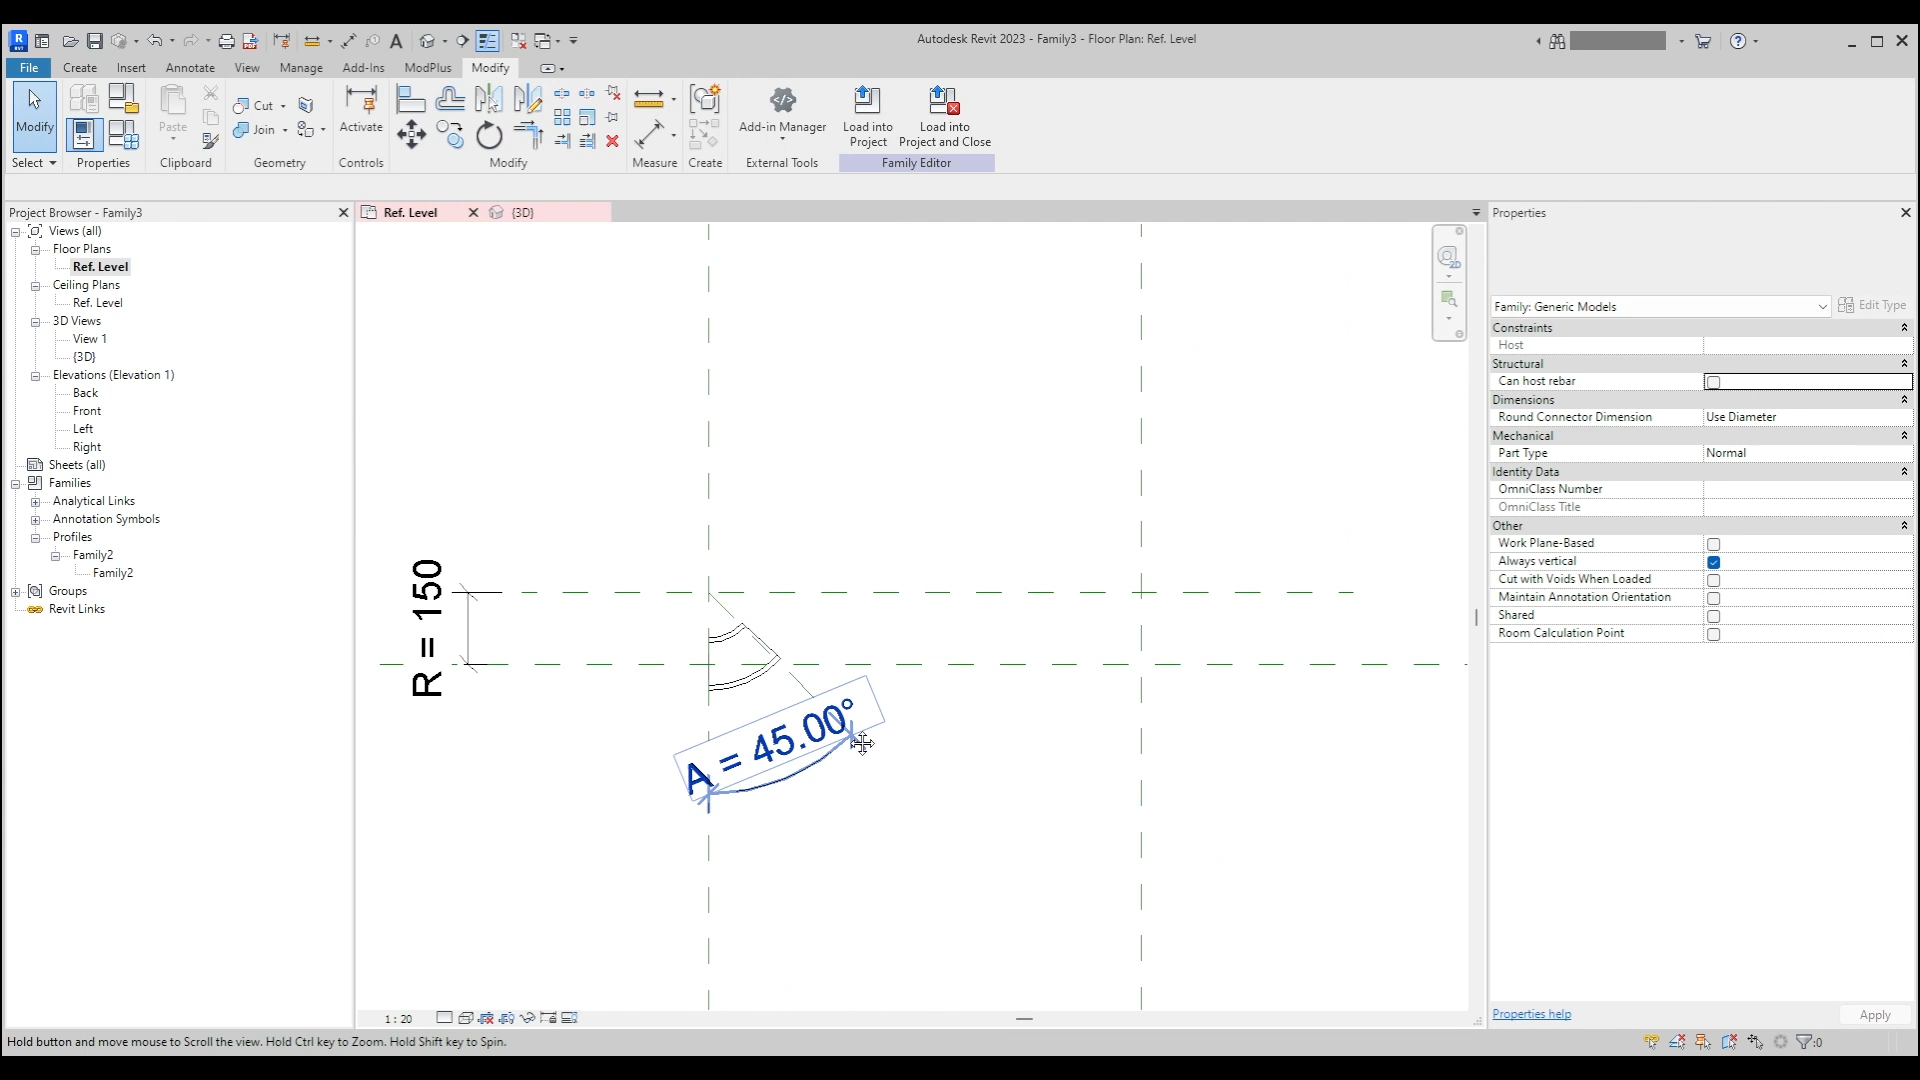 Autodesk Revit 2023 - Family3 - Floor Plan: Ref. Level
File Create Insert Annotate View Manage Add-Ins ModPlus Modify
Modify
Select
Properties
Paste
Clipboard
Cut
Join
Geometry
Activate
Controls
Modify
Measure
Create
Add-in Manager
External Tools
Load into
Project
Load into
Project and Close
Family Editor
Project Browser - Family3
Views (all)
Floor Plans
Ref. Level
Ceiling Plans
Ref. Level
3D Views
View 1
{3D}
Elevations (Elevation 1)
Back
Front
Left
Right
Sheets (all)
Families
Analytical Links
Annotation Symbols
Profiles
Family2
Family2
Groups
Revit Links
Ref. Level
{3D}
2D
R = 150
A = 45.00°
1 : 20
Properties
Family: Generic Models
Edit Type
Constraints
Host
Structural
Can host rebar
Dimensions
Round Connector Dimension Use Diameter
Mechanical
Part Type Normal
Identity Data
OmniClass Number
OmniClass Title
Other
Work Plane-Based
Always vertical
Cut with Voids When Loaded
Maintain Annotation Orientation
Shared
Room Calculation Point
Properties help
Apply
Hold button and move mouse to Scroll the view. Hold Ctrl key to Zoom. Hold Shift key to Spin.
:0